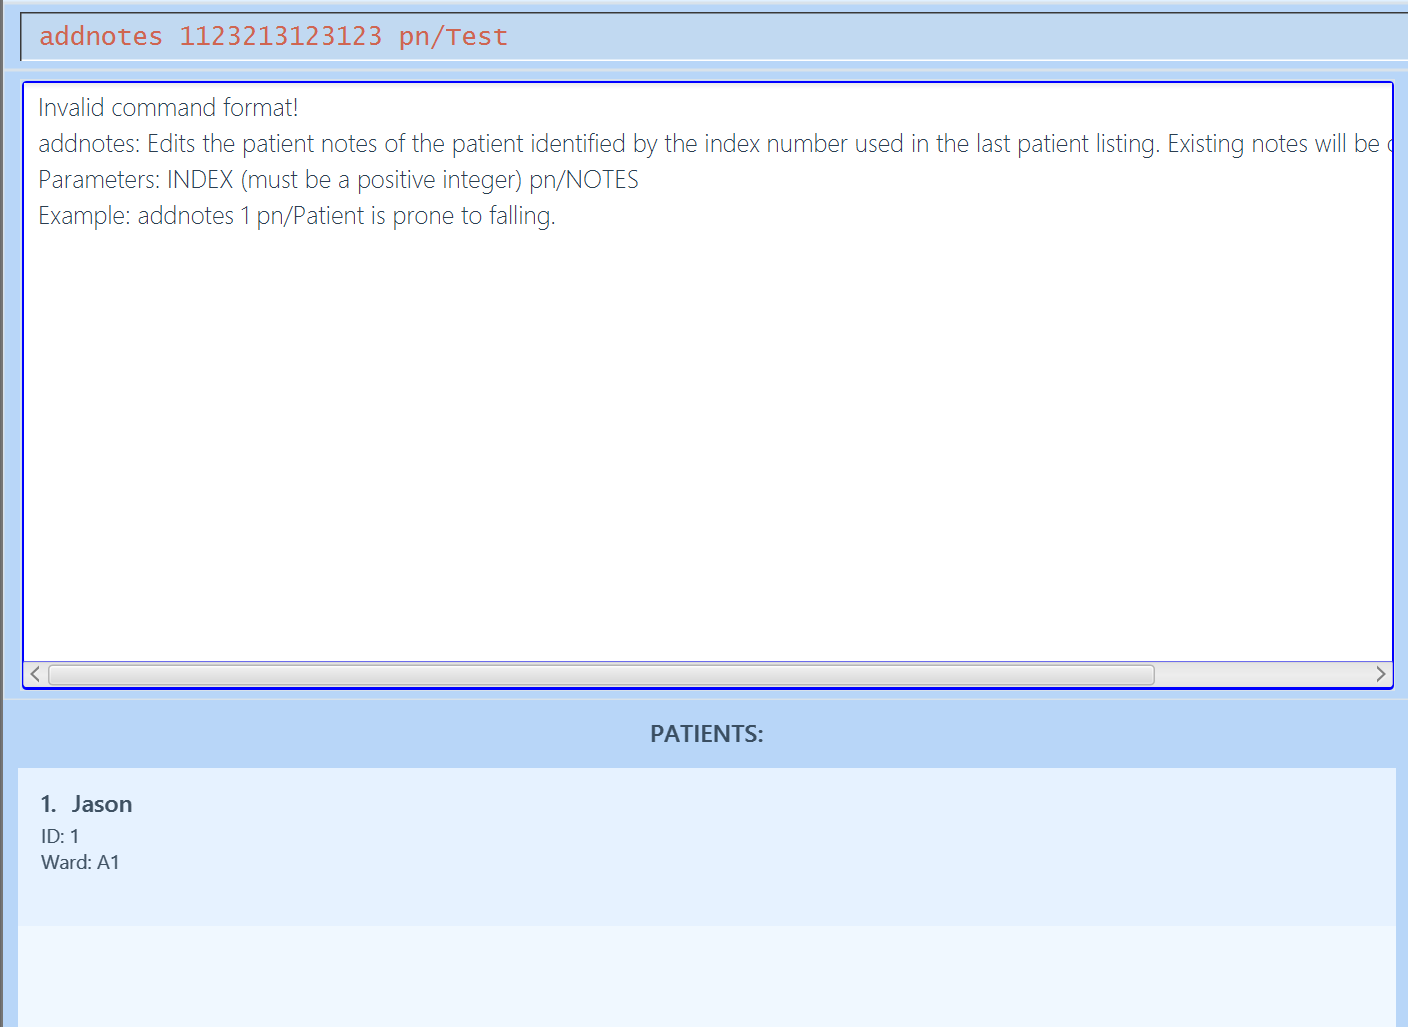 addnotes 1123213123123 pn/Test
Invalid command format!
addnotes: Edits the patient notes of the patient identified by the index number used in the last patient listing. Existing notes will be
Parameters: INDEX (must be a positive integer) pn/NOTES
Example: addnotes 1 pn/Patient is prone to falling.
PATIENTS:
1. Jason
ID: 1
Ward: A1